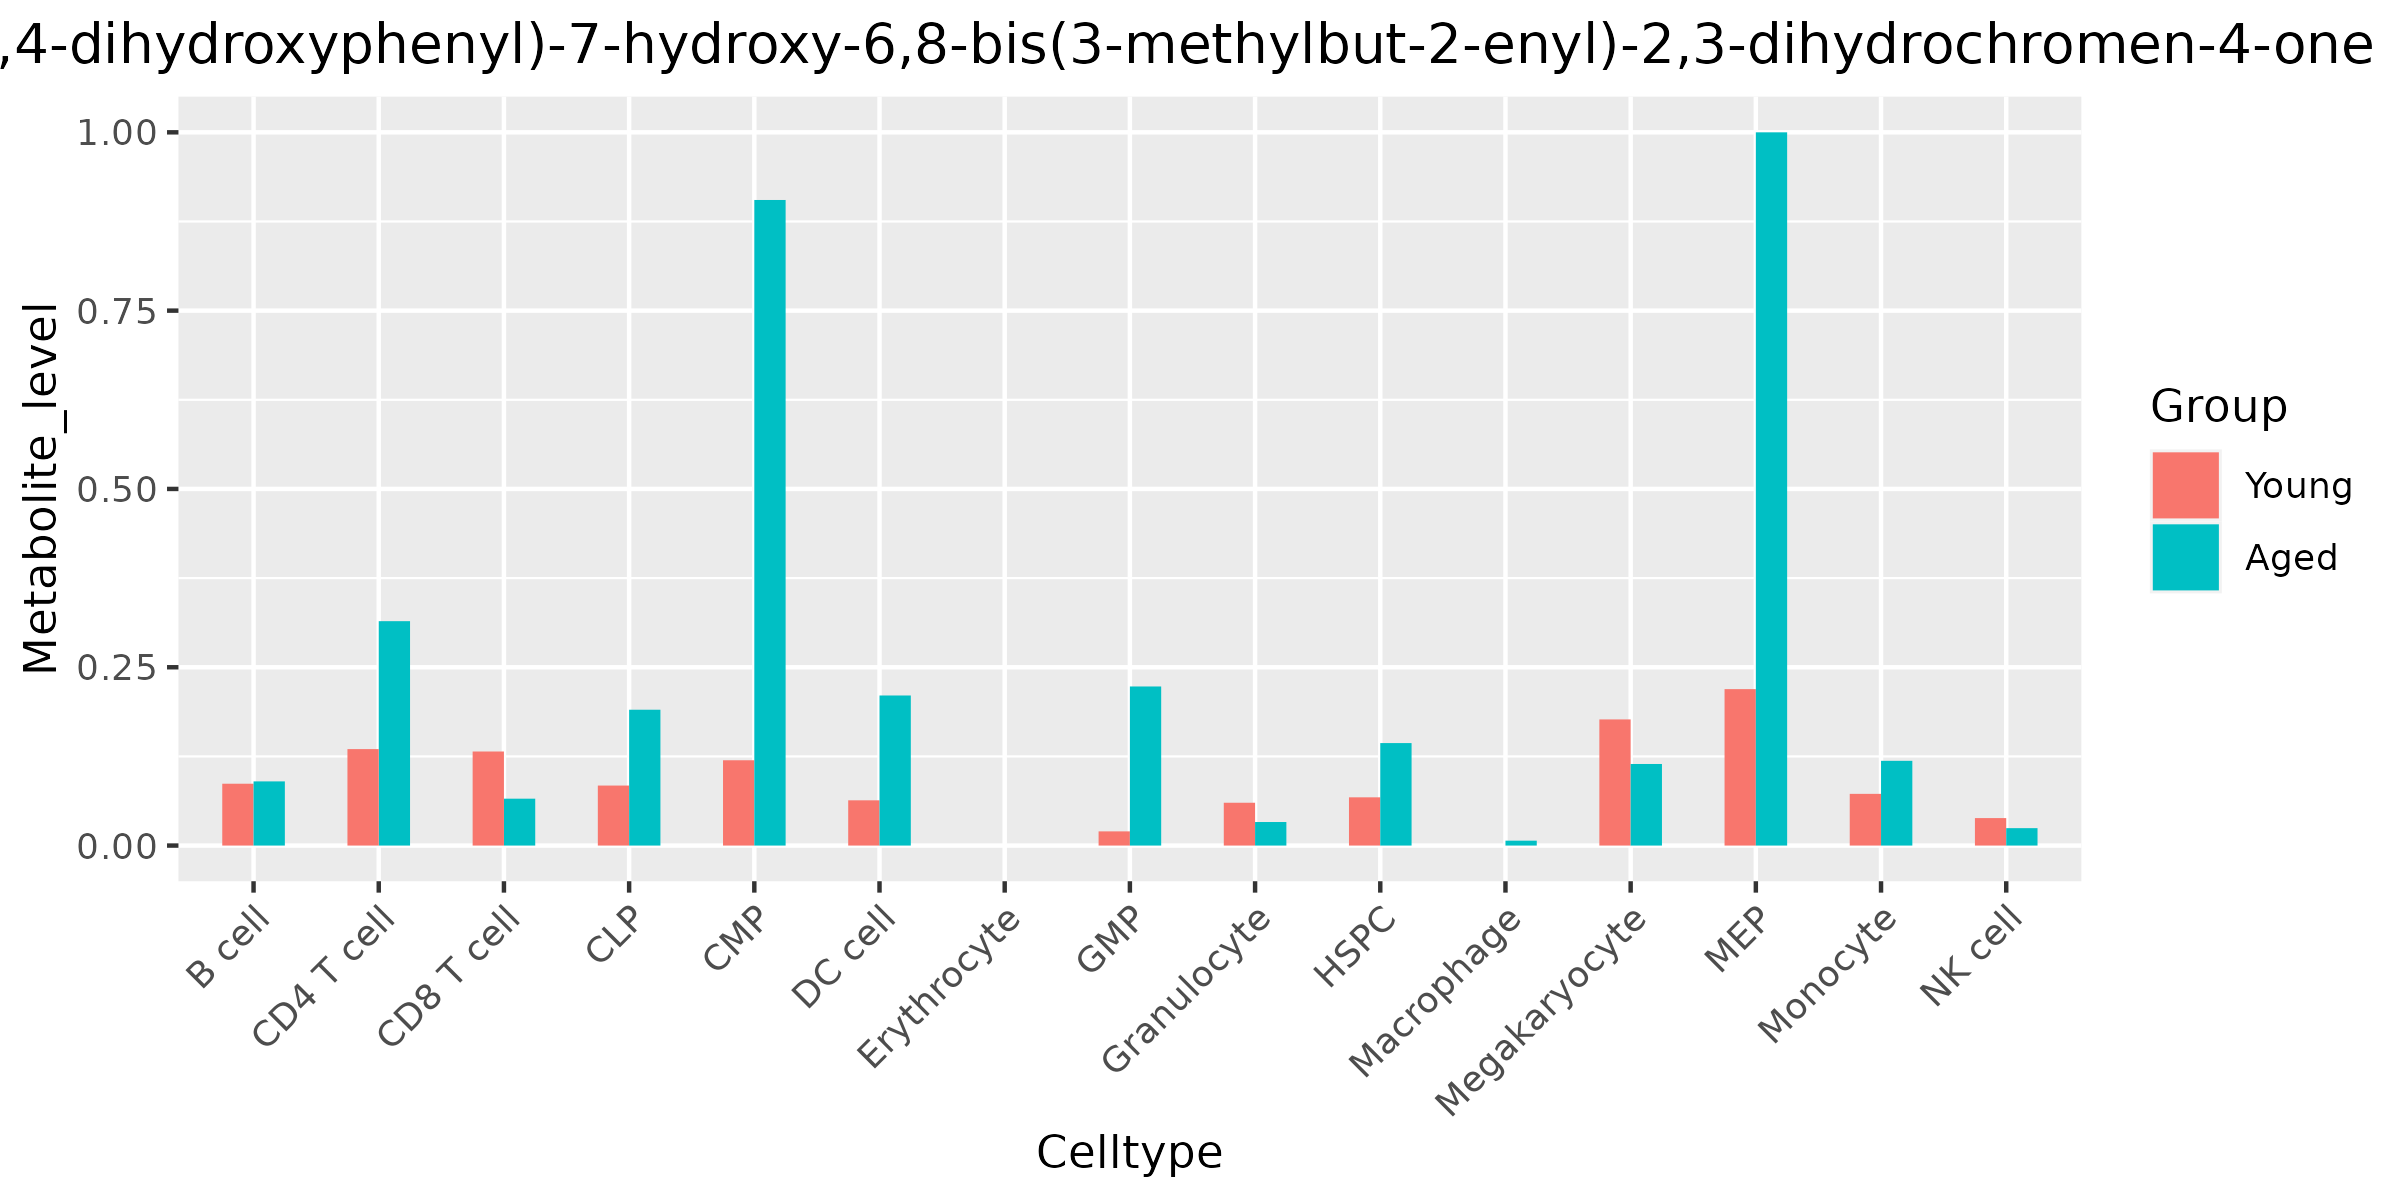 ,4-dihydroxyphenyl)-7-hydroxy-6,8-bis(3-methylbut-2-enyl)-2,3-dihydrochromen-4-one
Metabolite_level
1.00
0.75
0.50
0.25
0.00
B cell
CD4 T cell
CD8 T cell
CLP
CMP
DC cell
Erythrocyte
GMP
Granulocyte
HSPC
Macrophage
Megakaryocyte
MEP
Monocyte
NK cell
Celltype
Group
Young
Aged